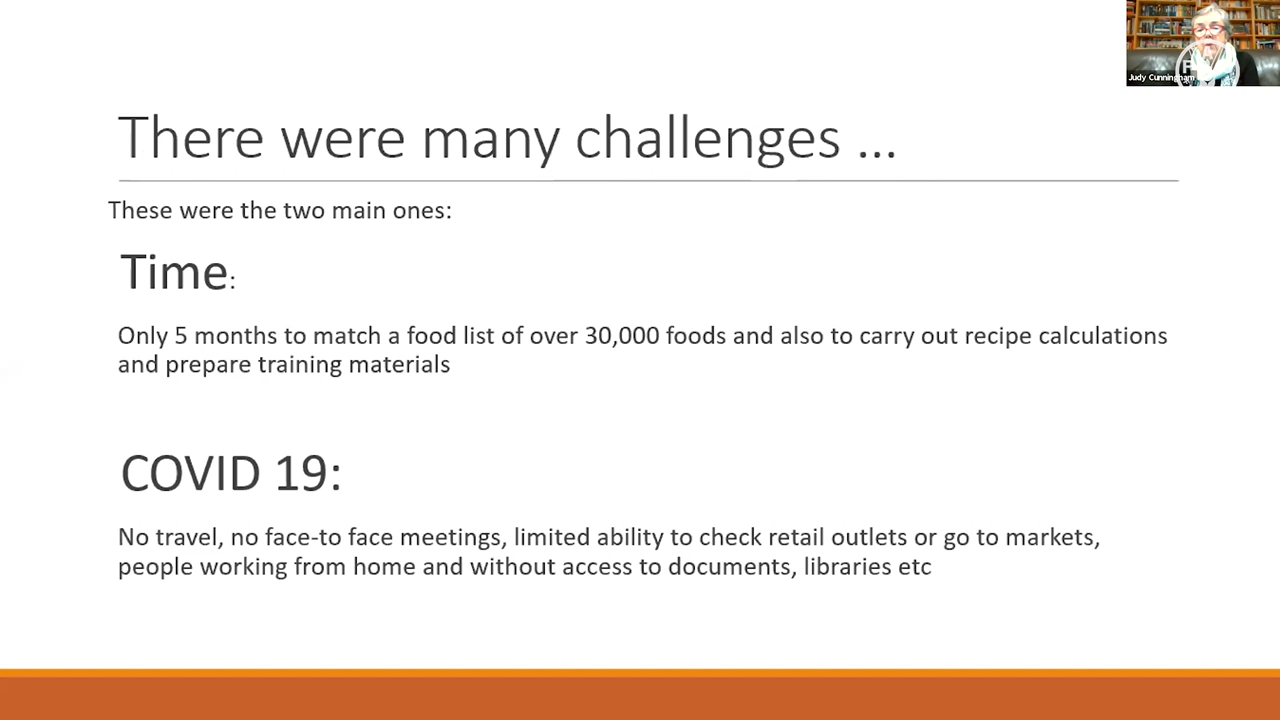 Judy Cunningham
There were many challenges ...
These were the two main ones:
Time:
Only 5 months to match a food list of over 30,000 foods and also to carry out recipe calculations
and prepare training materials
COVID 19:
No travel, no face-to face meetings, limited ability to check retail outlets or go to markets,
people working from home and without access to documents, libraries etc